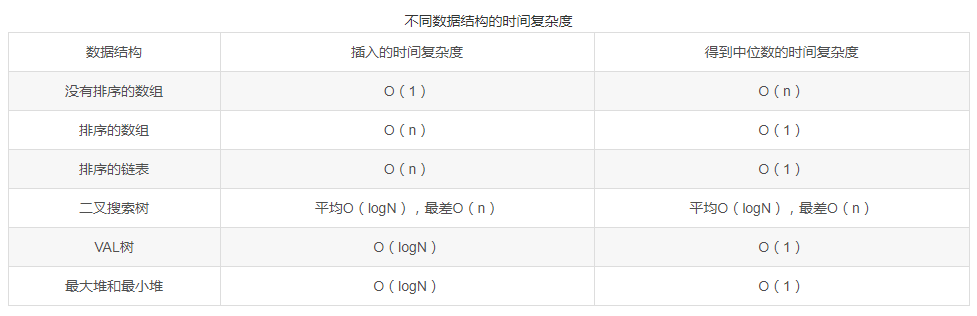 不同数据结构的时间复杂度
数据结构 插入的时间复杂度 得到中位数的时间复杂度
没有排序的数组 O（1） O（n）
排序的数组 O（n） O（1）
排序的链表 O（n） O（1）
二叉搜索树 平均O（logN），最差O（n） 平均O（logN），最差O（n）
VAL树 O（logN） O（1）
最大堆和最小堆 O（logN） O（1）